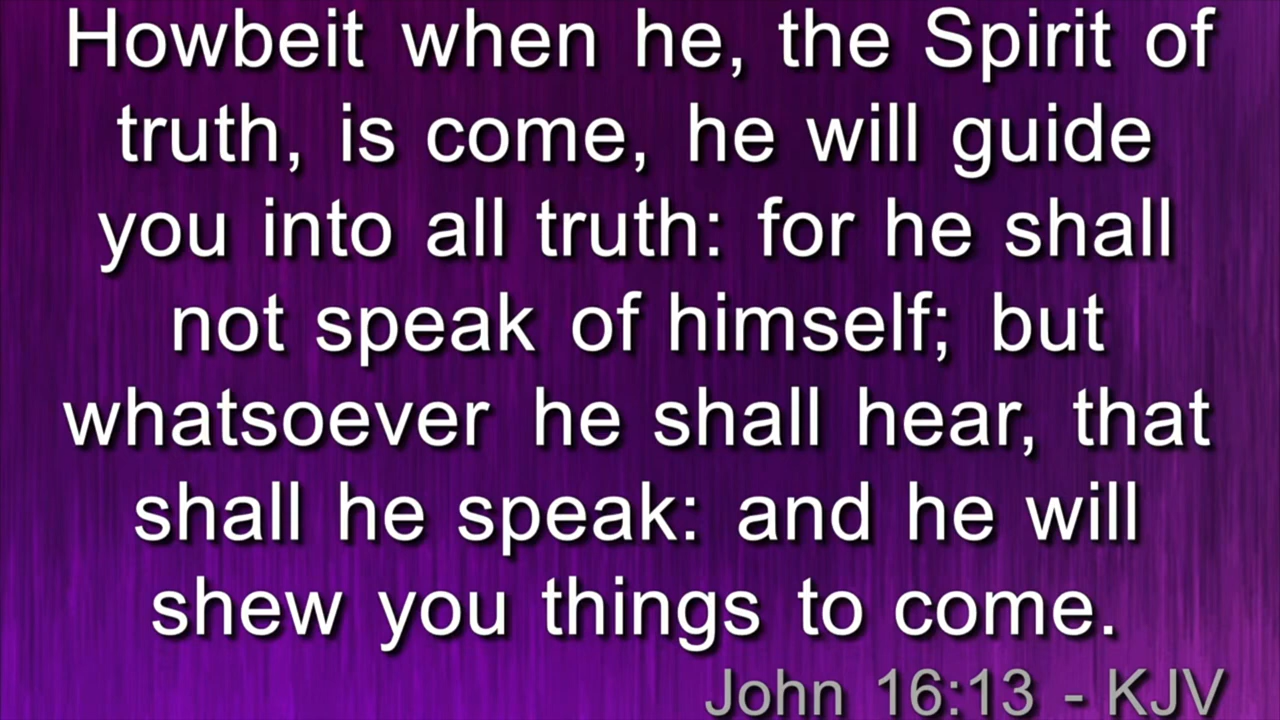 Howbeit when he, the Spirit of
truth, is come, he will guide
you into all truth: for he shall
not speak of himself; but
whatsoever he shall hear, that
shall he speak: and he will
shew you things to come.
John 16:13 - KJV